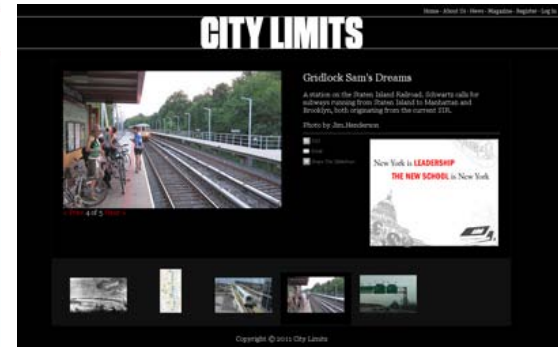 Home · About Us · News · Magazine · Register · Log In
CITY LIMITS
Gridlock Sam's Dreams
A station on the Staten Island Railroad. Schwartz calls for
subways running from Staten Island to Manhattan and
Brooklyn, both originating from the current SIR.
Photo by: Jim.Henderson
Share This Slideshow
New York is LEADERSHIP
THE NEW SCHOOL is New York
« Prev 4 of 5 Next »
Copyright © 2011 City Limits